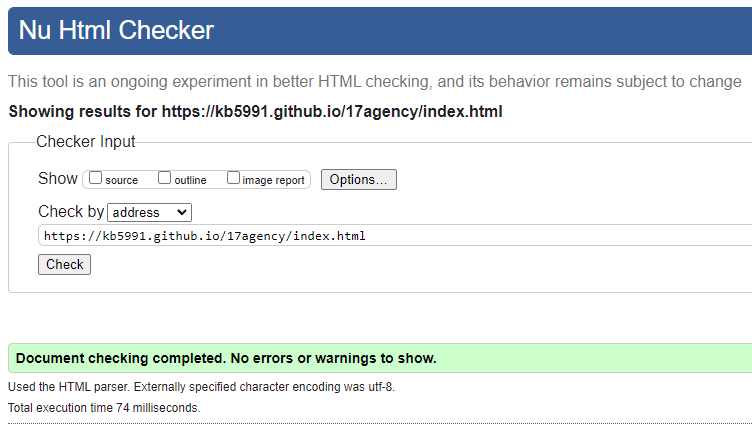 Nu Html Checker
This tool is an ongoing experiment in better HTML checking, and its behavior remains subject to change
Showing results for https://kb5991.github.io/17agency/index.html
Checker Input
Show source outline image report Options...
Check by address
https://kb5991.github.io/17agency/index.html
Check
Document checking completed. No errors or warnings to show.
Used the HTML parser. Externally specified character encoding was utf-8.
Total execution time 74 milliseconds.